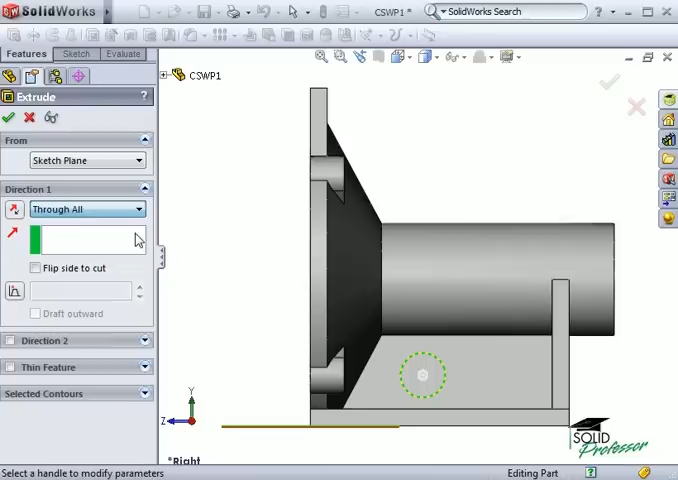 SolidWorks
CSWP1 *
SolidWorks Search
Features
Sketch
Evaluate
CSWP1
Extrude
?
From
Sketch Plane
Direction 1
Through All
Flip side to cut
Draft outward
Direction 2
Thin Feature
Selected Contours
Y
Z
*Right
SOLID
Professor
Select a handle to modify parameters
Editing Part
?